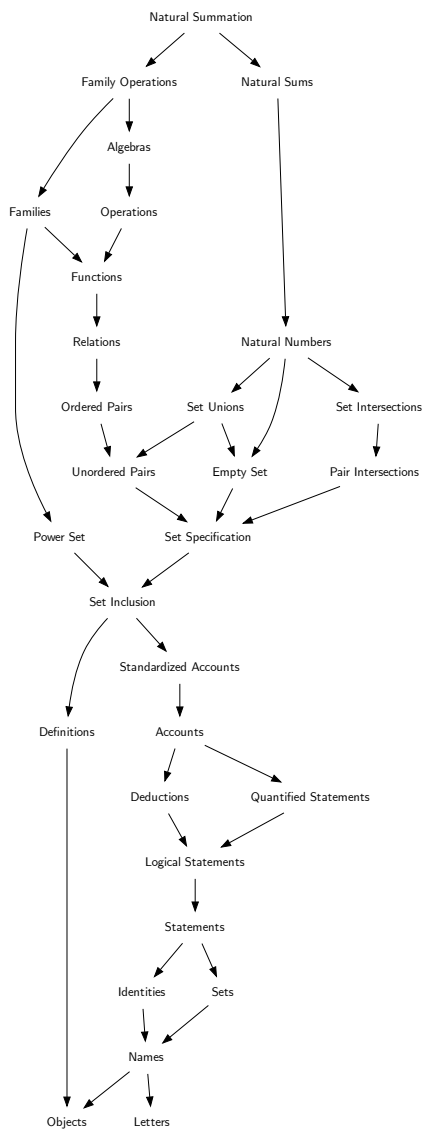 Natural Summation
Family Operations
Natural Sums
Algebras
Families
Operations
Functions
Relations
Natural Numbers
Ordered Pairs
Set Unions
Set Intersections
Unordered Pairs
Empty Set
Pair Intersections
Power Set
Set Specification
Set Inclusion
Standardized Accounts
Definitions
Accounts
Deductions
Quantified Statements
Logical Statements
Statements
Identities
Sets
Names
Objects
Letters